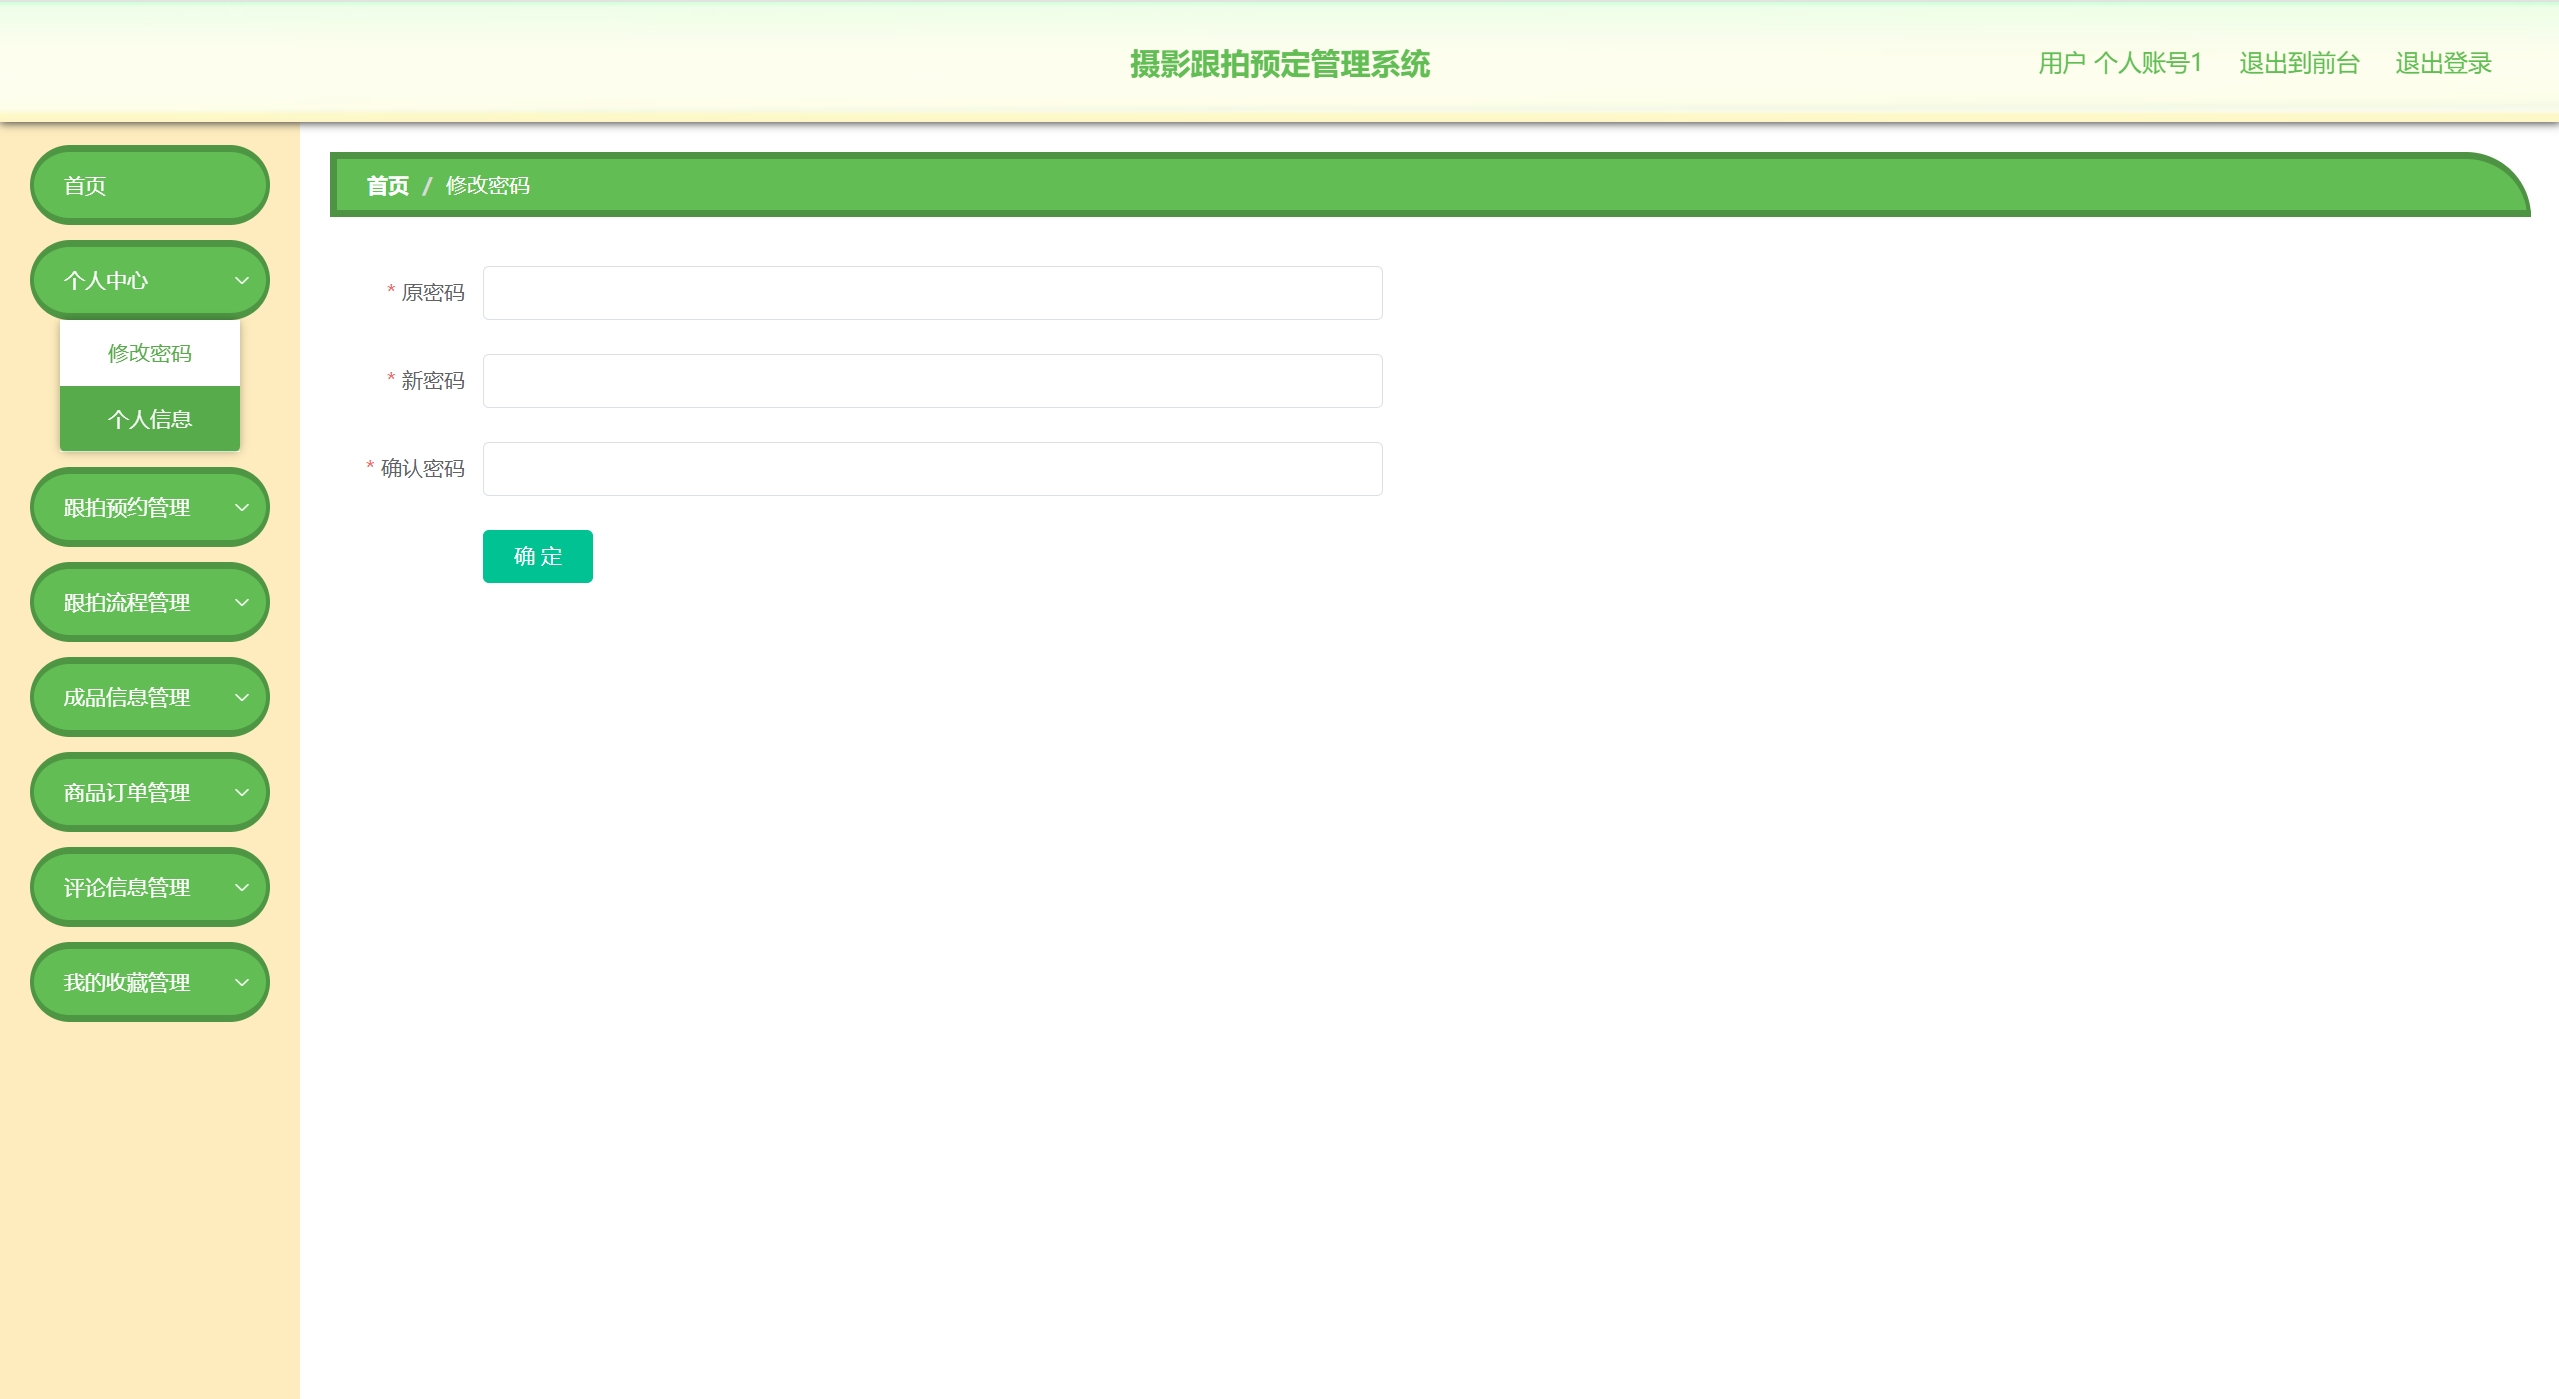 摄影跟拍预定管理系统
用户 个人账号1 退出到前台 退出登录
首页
个人中心
修改密码
个人信息
跟拍预约管理
跟拍流程管理
成品信息管理
商品订单管理
评论信息管理
我的收藏管理
首页 / 修改密码
* 原密码
* 新密码
* 确认密码
确 定